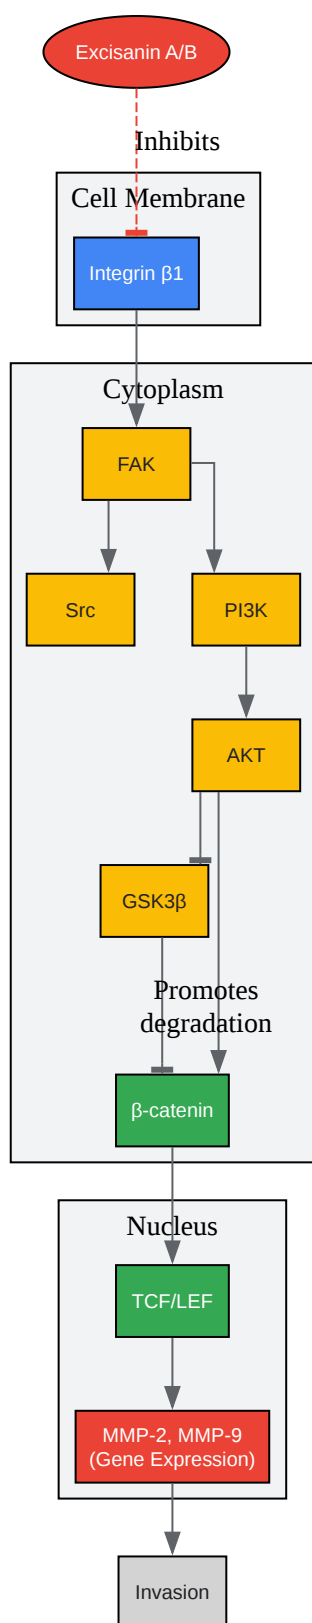 Excisanin A/B
Inhibits
Cell Membrane
Integrin β1
Cytoplasm
FAK
Src
PI3K
AKT
GSK3β
Promotes
degradation
β-catenin
Nucleus
TCF/LEF
MMP-2, MMP-9
(Gene Expression)
Invasion